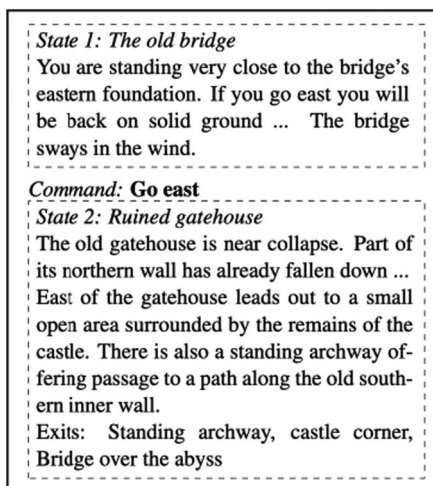 State 1: The old bridge
You are standing very close to the bridge's
eastern foundation. If you go east you will
be back on solid ground ... The bridge
sways in the wind.
Command: Go east
State 2: Ruined gatehouse
The old gatehouse is near collapse. Part of
its northern wall has already fallen down ...
East of the gatehouse leads out to a small
open area surrounded by the remains of the
castle. There is also a standing archway of-
fering passage to a path along the old south-
ern inner wall.
Exits: Standing archway, castle corner,
Bridge over the abyss